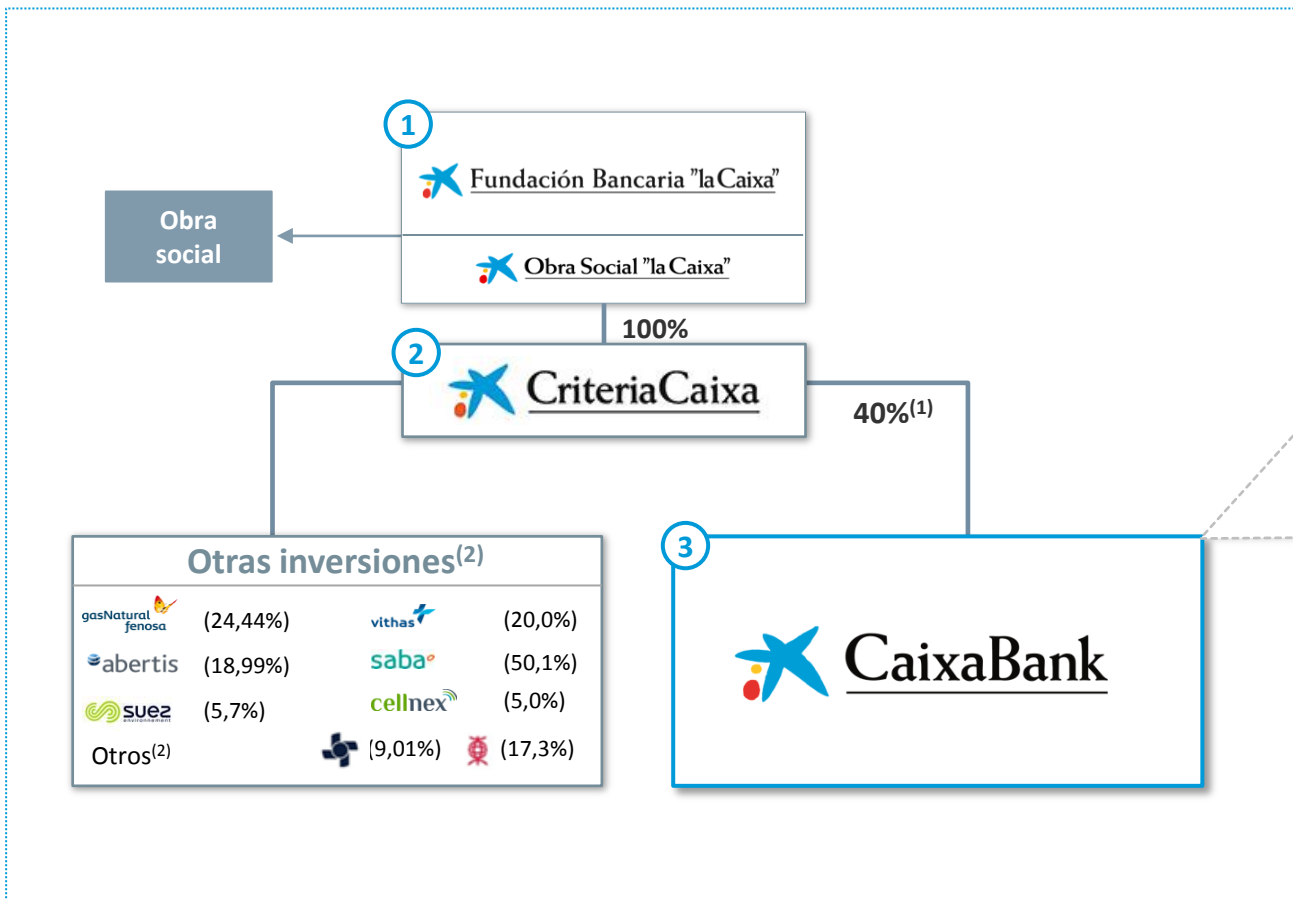 1
Fundación Bancaria "la Caixa"
Obra
social
Obra Social "la Caixa"
100%
2
CriteriaCaixa
40%(1)
Otras inversiones(2)
gasNatural
fenosa
(24,44%)
vithas
(20,0%)
abertis
(18,99%)
saba
(50,1%)
suez
environnement
(5,7%)
cellnex
(5,0%)
Otros(2)
(9,01%)
(17,3%)
3
CaixaBank